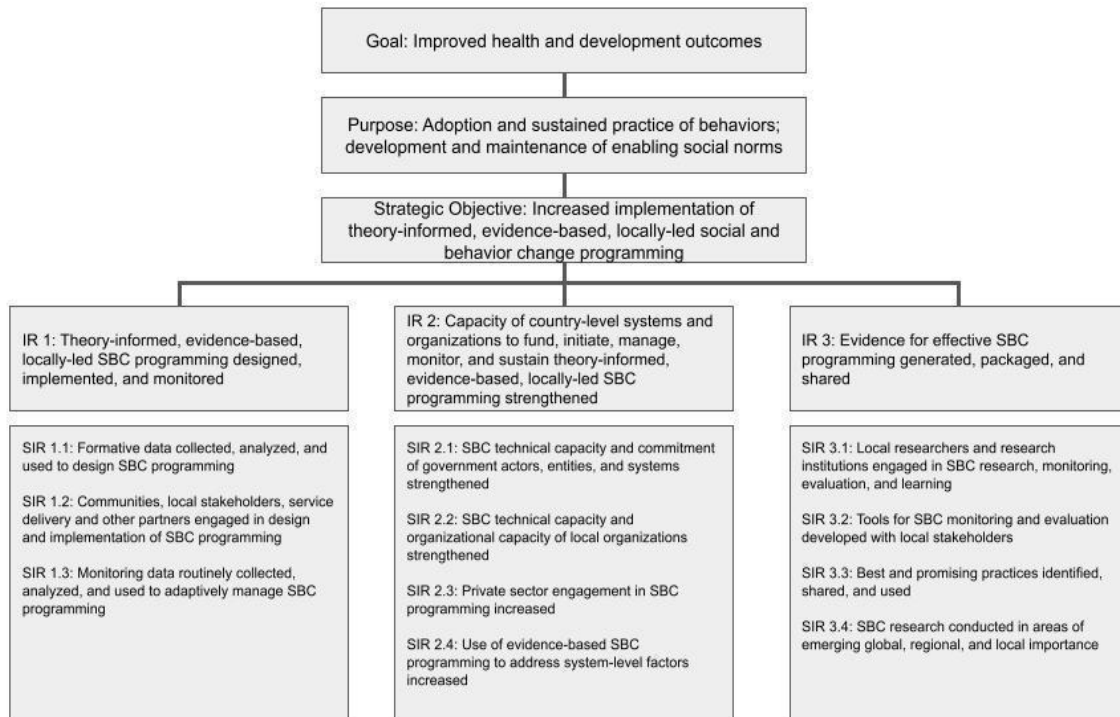 Goal: Improved health and development outcomes
Purpose: Adoption and sustained practice of behaviors;
development and maintenance of enabling social norms
Strategic Objective: Increased implementation of
theory-informed, evidence-based, locally-led social and
behavior change programming
IR 1: Theory-informed, evidence-based,
locally-led SBC programming designed,
implemented, and monitored
SIR 1.1: Formative data collected, analyzed, and
used to design SBC programming
SIR 1.2: Communities, local stakeholders, service
delivery and other partners engaged in design
and implementation of SBC programming
SIR 1.3: Monitoring data routinely collected,
analyzed, and used to adaptively manage SBC
programming
IR 2: Capacity of country-level systems and
organizations to fund, initiate, manage,
monitor, and sustain theory-informed,
evidence-based, locally-led SBC
programming strengthened
SIR 2.1: SBC technical capacity and commitment
of government actors, entities, and systems
strengthened
SIR 2.2: SBC technical capacity and
organizational capacity of local organizations
strengthened
SIR 2.3: Private sector engagement in SBC
programming increased
SIR 2.4: Use of evidence-based SBC
programming to address system-level factors
increased
IR 3: Evidence for effective SBC
programming generated, packaged, and
shared
SIR 3.1: Local researchers and research
institutions engaged in SBC research, monitoring,
evaluation, and learning
SIR 3.2: Tools for SBC monitoring and evaluation
developed with local stakeholders
SIR 3.3: Best and promising practices identified,
shared, and used
SIR 3.4: SBC research conducted in areas of
emerging global, regional, and local importance